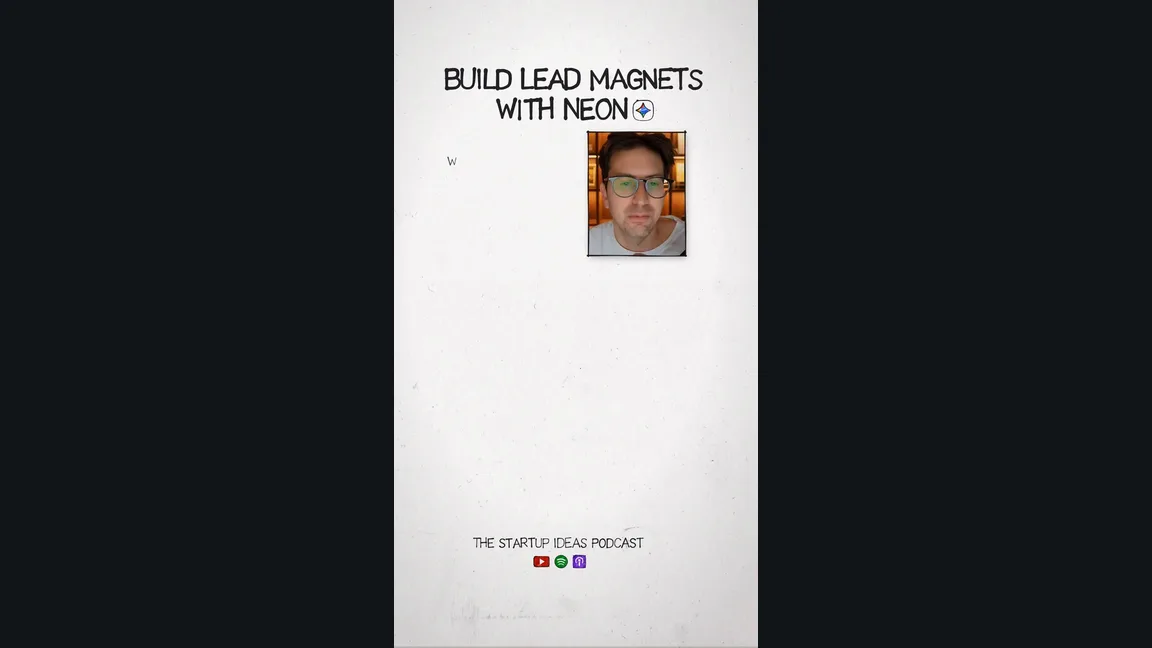 BUILD LEAD MAGNETS
WITH NEON
W
THE STARTUP IDEAS PODCAST